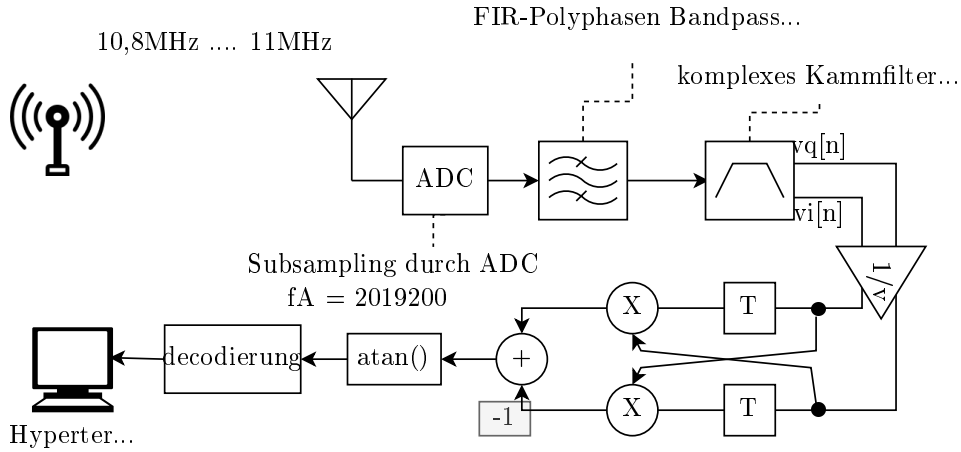 FIR-Polyphasen Bandpass...
10,8MHz .... 11MHz
komplexes Kammfilter...
vq[n]
ADC
vi[n]
Subsampling durch ADC
fA = 2019200
1/v
X
T
decodierung
atan()
+
X
T
-1
Hyperter...